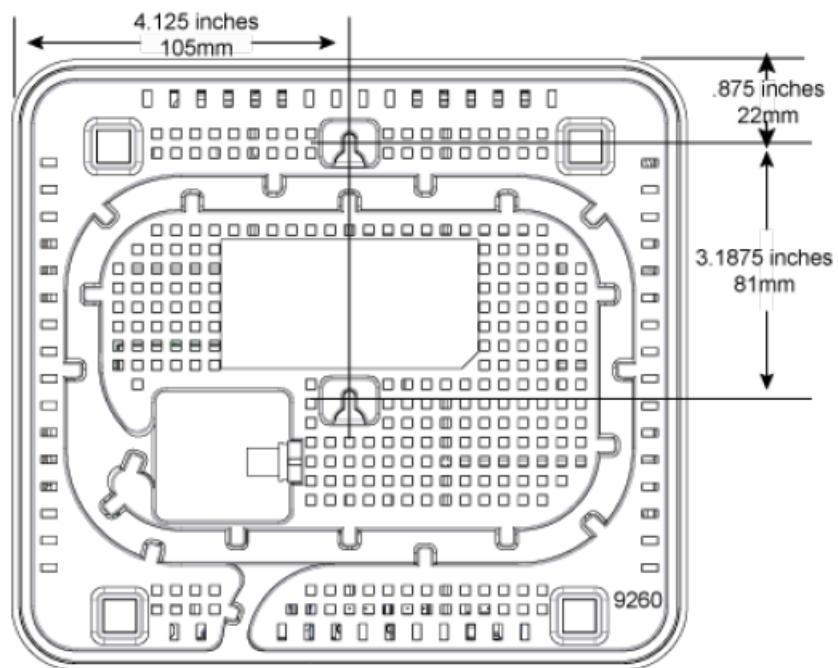 4.125 inches
105mm
.875 inches
22mm
3.1875 inches
81mm
9260